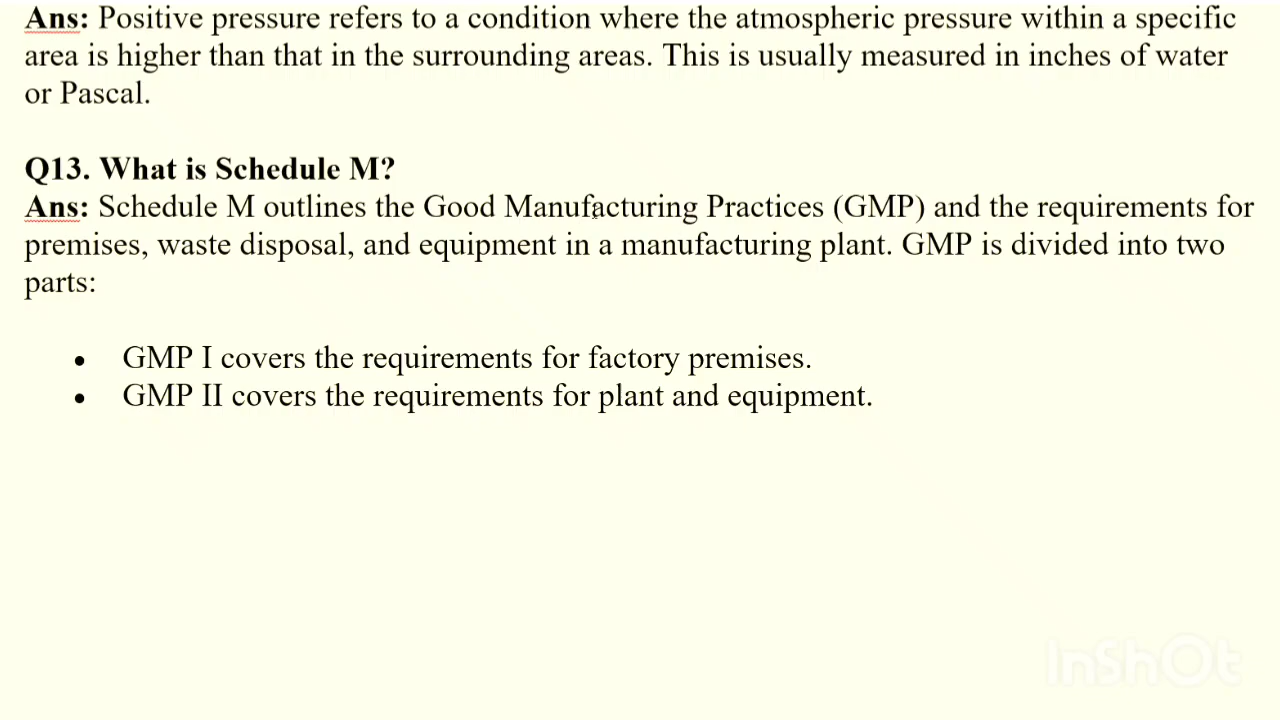 Ans: Positive pressure refers to a condition where the atmospheric pressure within a specific
area is higher than that in the surrounding areas. This is usually measured in inches of water
or Pascal.
Q13. What is Schedule M?
Ans: Schedule M outlines the Good Manufacturing Practices (GMP) and the requirements for
premises, waste disposal, and equipment in a manufacturing plant. GMP is divided into two
parts:
• GMP I covers the requirements for factory premises.
• GMP II covers the requirements for plant and equipment.
InShOt